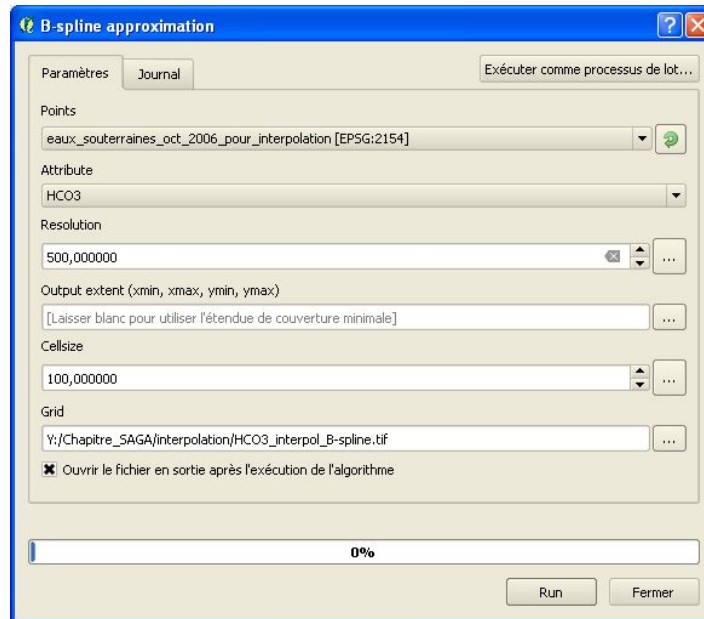 B-spline approximation
Paramètres
Journal
Exécuter comme processus de lot...
Points
eaux_souterraines_oct_2006_pour_interpolation [EPSG:2154]
Attribute
HCO3
Resolution
500,000000
...
Output extent (xmin, xmax, ymin, ymax)
[Laisser blanc pour utiliser l'étendue de couverture minimale]
...
Cellsize
100,000000
...
Grid
Y:/Chapitre_SAGA/interpolation/HCO3_interpol_B-spline.tif
...
Ouvrir le fichier en sortie après l'exécution de l'algorithme
0%
Run
Fermer